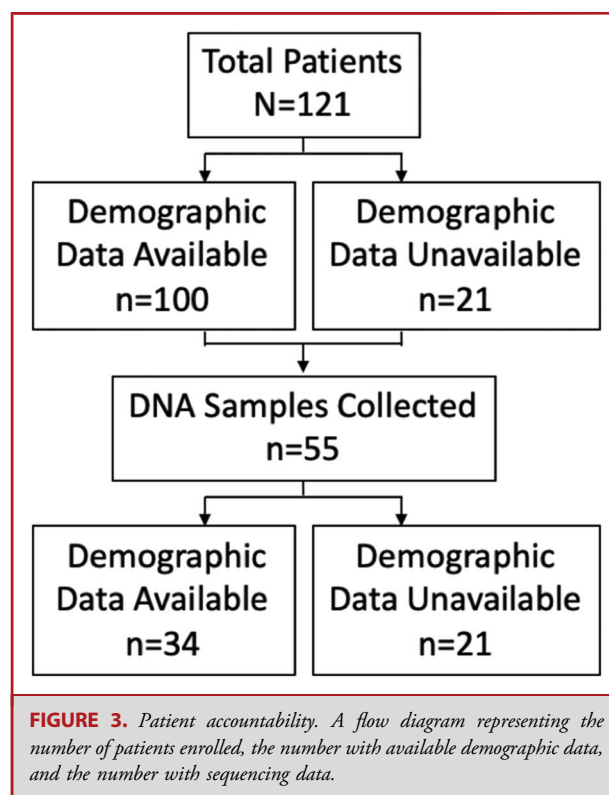 Total Patients
N=121
Demographic
Data Available
n=100
Demographic
Data Unavailable
n=21
DNA Samples Collected
n=55
Demographic
Data Available
n=34
Demographic
Data Unavailable
n=21
FIGURE 3. Patient accountability. A flow diagram representing the
number of patients enrolled, the number with available demographic data,
and the number with sequencing data.